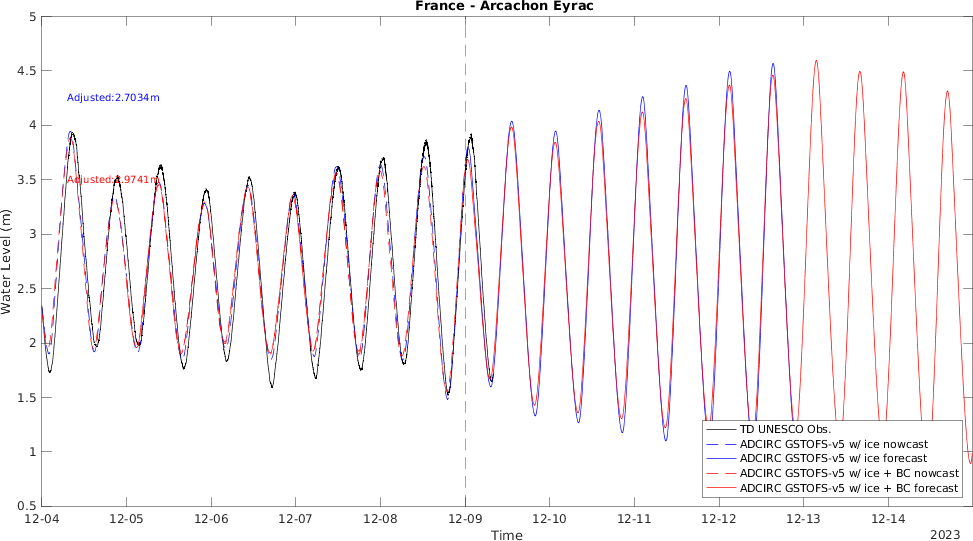 France - Arcachon Eyrac
Water Level (m)
5
4.5
4
3.5
3
2.5
2
1.5
1
0.5
Adjusted:2.7034m
TD UNESCO Obs.
ADCIRC GSTOFS-v5 w/ ice nowcast
ADCIRC GSTOFS-v5 w/ ice forecast
ADCIRC GSTOFS-v5 w/ ice + BC nowcast
ADCIRC GSTOFS-v5 w/ ice + BC forecast
12-04 12-05 12-06 12-07 12-08 12-09 12-10 12-11 12-12 12-13 12-14
Time
2023